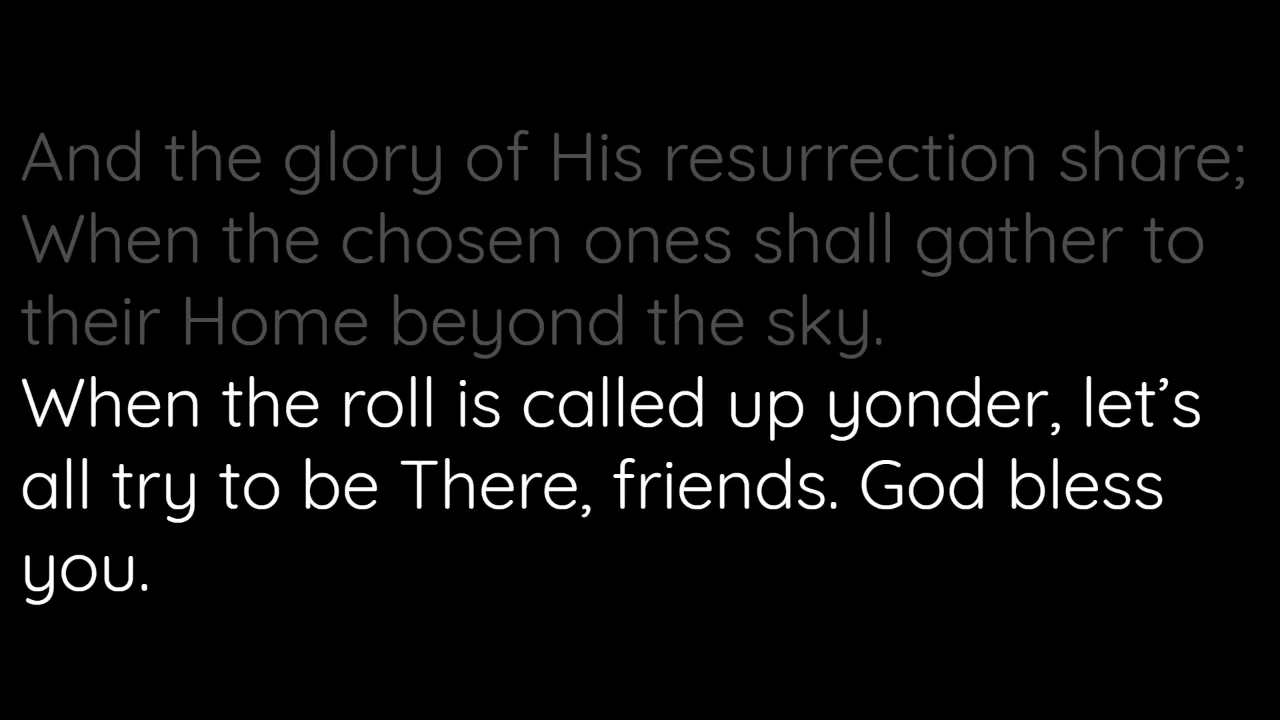 And the glory of His resurrection share;
When the chosen ones shall gather to
their Home beyond the sky.
When the roll is called up yonder, let’s
all try to be There, friends. God bless
you.